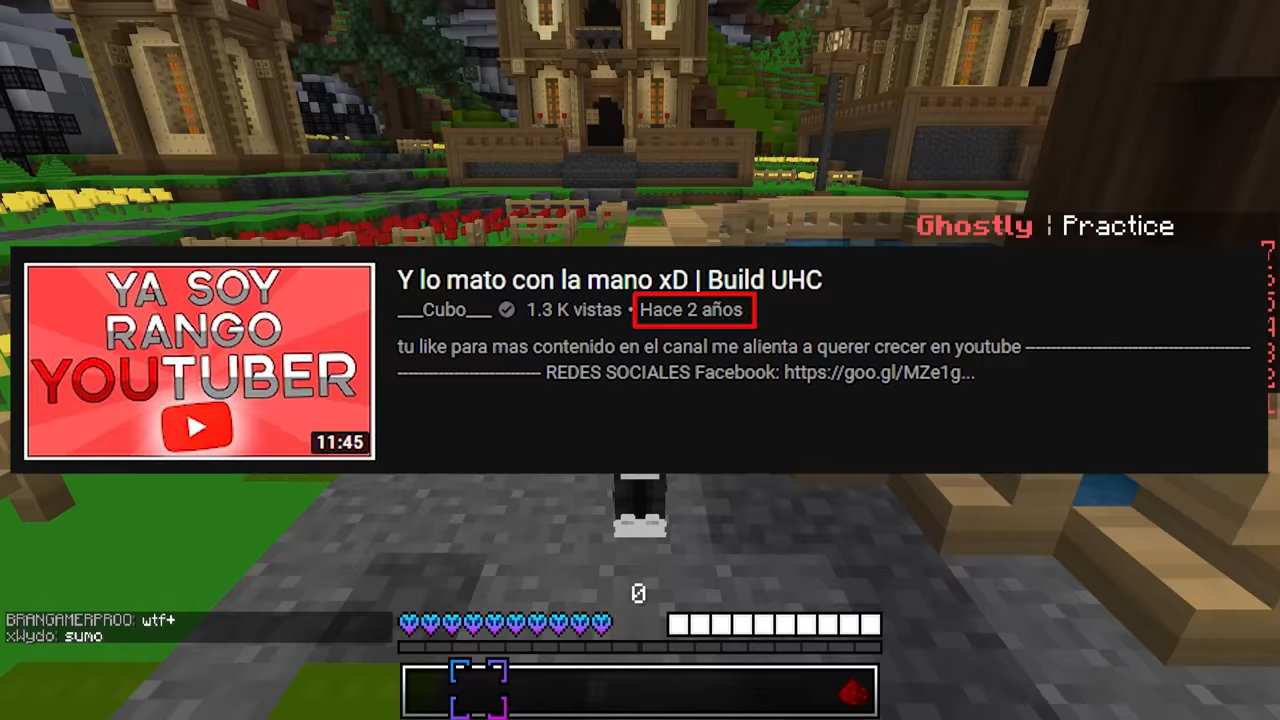 Ghostly | Practice
YA SOY
RANGO
YOUTUBER
11:45
Y lo mato con la mano xD | Build UHC
___Cubo___ 1.3 K vistas • Hace 2 años
tu like para mas contenido en el canal me alienta a querer crecer en youtube -----------------------------------------
-------------------------- REDES SOCIALES Facebook: https://goo.gl/MZe1g...
0
BRANGAMERPROO: wtf+
xWydo: sumo